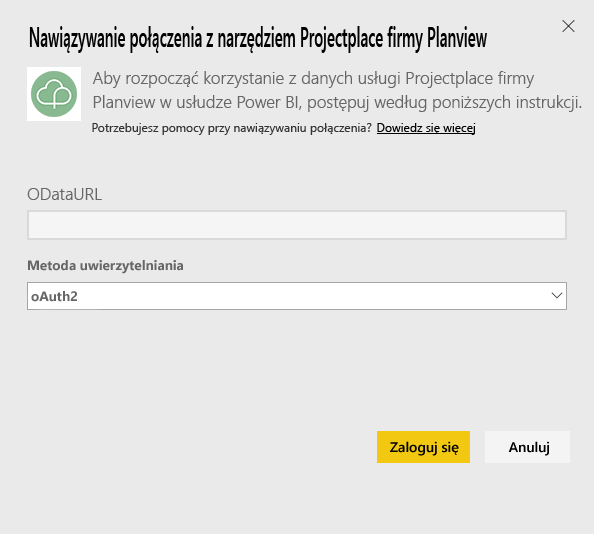 Nawiązywanie połączenia z narzędziem Projectplace firmy Planview
Aby rozpocząć korzystanie z danych usługi Projectplace firmy
Planview w usłudze Power BI, postępuj według poniższych instrukcji.
Potrzebujesz pomocy przy nawiązywaniu połączenia? Dowiedz się więcej
ODataURL
Metoda uwierzytelniania
oAuth2
Zaloguj się
Anuluj